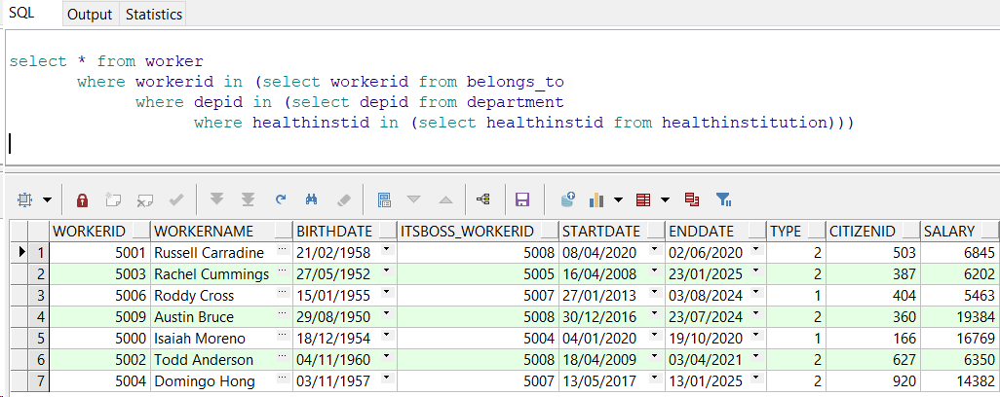 SQL Output Statistics
select * from worker
where workerid in (select workerid from belongs_to
where depid in (select depid from department
where healthinstid in (select healthinstid from healthinstitution)))
WORKERID WORKERNAME BIRTHDATE ITSBOSS_WORKERID STARTDATE ENDDATE TYPE CITIZENID SALARY
1 5001 Russell Carradine ... 21/02/1958 5008 08/04/2020 02/06/2020 2 503 6845
2 5003 Rachel Cummings ... 27/05/1952 5005 16/04/2008 23/01/2025 2 387 6202
3 5006 Roddy Cross ... 15/01/1955 5007 27/01/2013 03/08/2024 1 404 5463
4 5009 Austin Bruce ... 29/08/1950 5008 30/12/2016 23/07/2024 2 360 19384
5 5000 Isaiah Moreno ... 18/12/1954 5004 04/01/2020 19/10/2020 1 166 16769
6 5002 Todd Anderson ... 04/11/1960 5008 18/04/2009 03/04/2021 2 627 6350
7 5004 Domingo Hong ... 03/11/1957 5007 13/05/2017 13/01/2025 2 920 14382